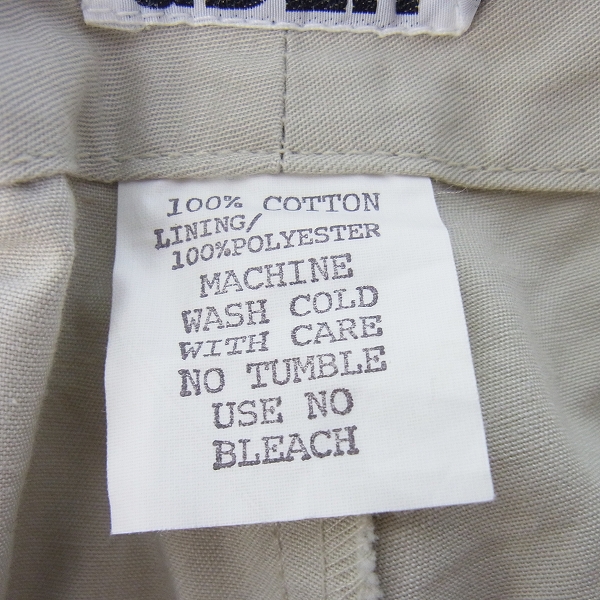 100% COTTON
LINING/
100%POLYESTER
MACHINE
WASH COLD
WITH CARE
NO TUMBLE
USE NO
BLEACH